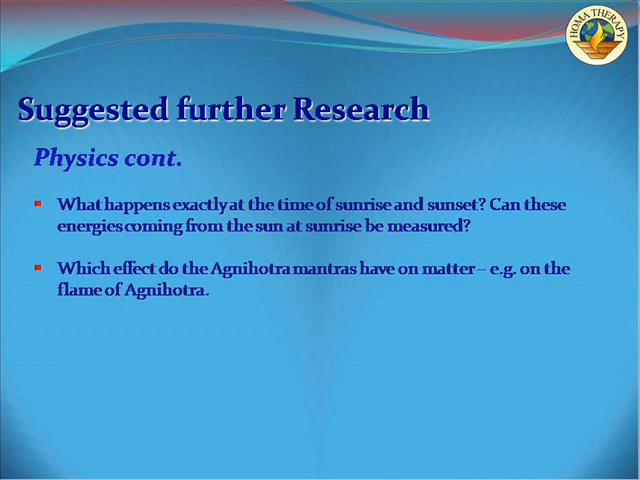 HOMA THERAPY
Suggested further Research
Physics cont.
What happens exactly at the time of sunrise and sunset? Can these
energies coming from the sun at sunrise be measured?
Which effect do the Agnihotra mantras have on matter – e.g. on the
flame of Agnihotra.